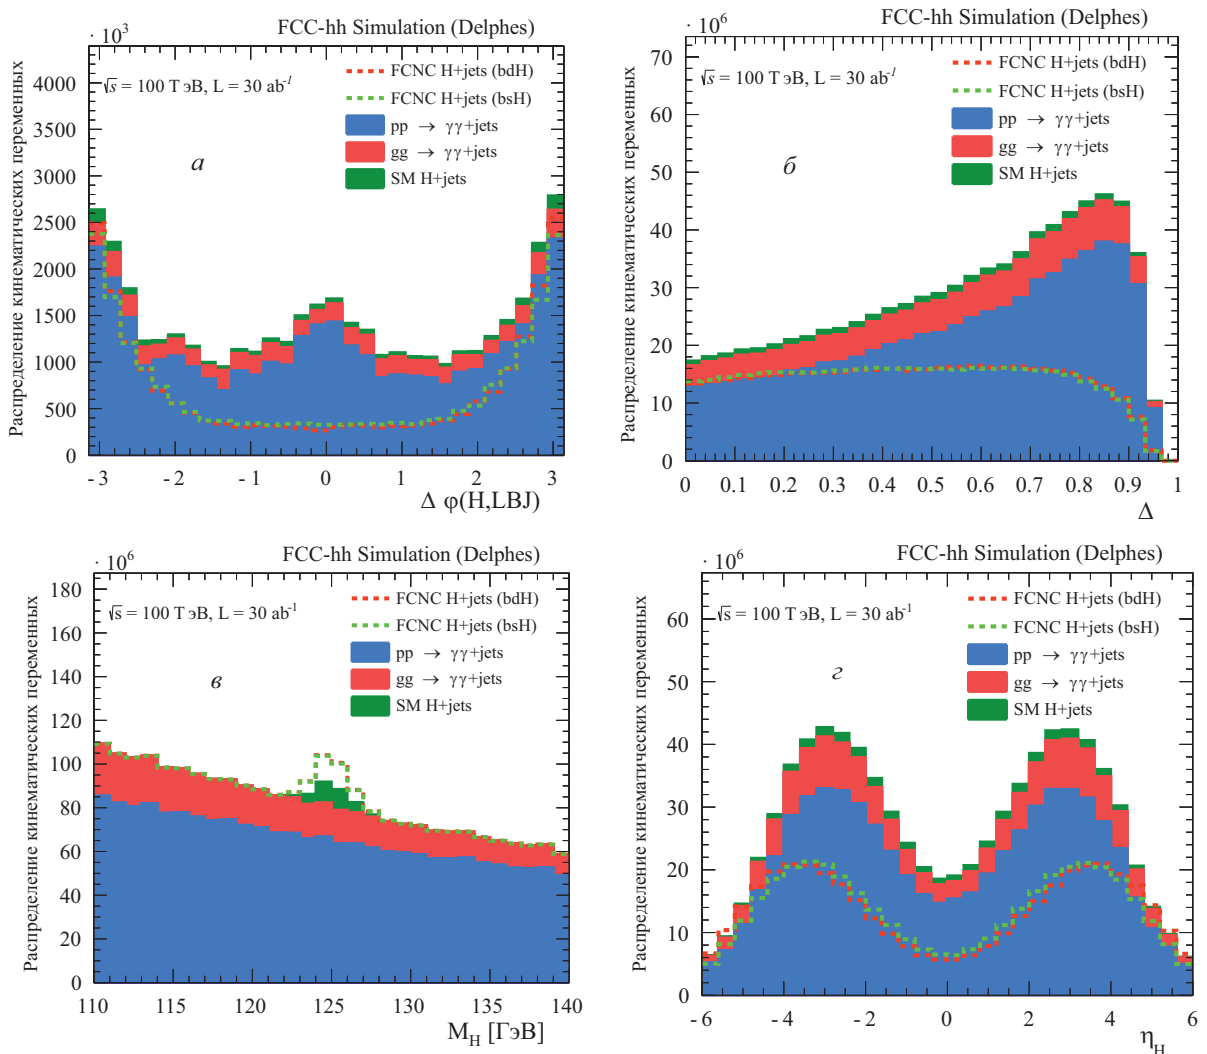 FCC-hh Simulation (Delphes)
· 10³
Распределение кинематических переменных
4000
3500
3000
2500
2000
1500
1000
500
0
√s = 100 ТэВ, L = 30 ab⁻¹
FCNC H+jets (bdH)
FCNC H+jets (bsH)
pp → γγ+jets
gg → γγ+jets
SM H+jets
а
-3 -2 -1 0 1 2 3
Δ φ(H,LBJ)
FCC-hh Simulation (Delphes)
· 10⁶
Распределение кинематических переменных
70
60
50
40
30
20
10
0
√s = 100 ТэВ, L = 30 ab⁻¹
FCNC H+jets (bdH)
FCNC H+jets (bsH)
pp → γγ+jets
gg → γγ+jets
SM H+jets
б
0 0.1 0.2 0.3 0.4 0.5 0.6 0.7 0.8 0.9 1
Δ
FCC-hh Simulation (Delphes)
· 10⁶
Распределение кинематических переменных
180
160
140
120
100
80
60
40
20
0
√s = 100 ТэВ, L = 30 ab⁻¹
FCNC H+jets (bdH)
FCNC H+jets (bsH)
pp → γγ+jets
gg → γγ+jets
SM H+jets
в
110 115 120 125 130 135 140
M_H [ГэВ]
FCC-hh Simulation (Delphes)
· 10⁶
Распределение кинематических переменных
60
50
40
30
20
10
0
√s = 100 ТэВ, L = 30 ab⁻¹
FCNC H+jets (bdH)
FCNC H+jets (bsH)
pp → γγ+jets
gg → γγ+jets
SM H+jets
г
-6 -4 -2 0 2 4 6
η_H